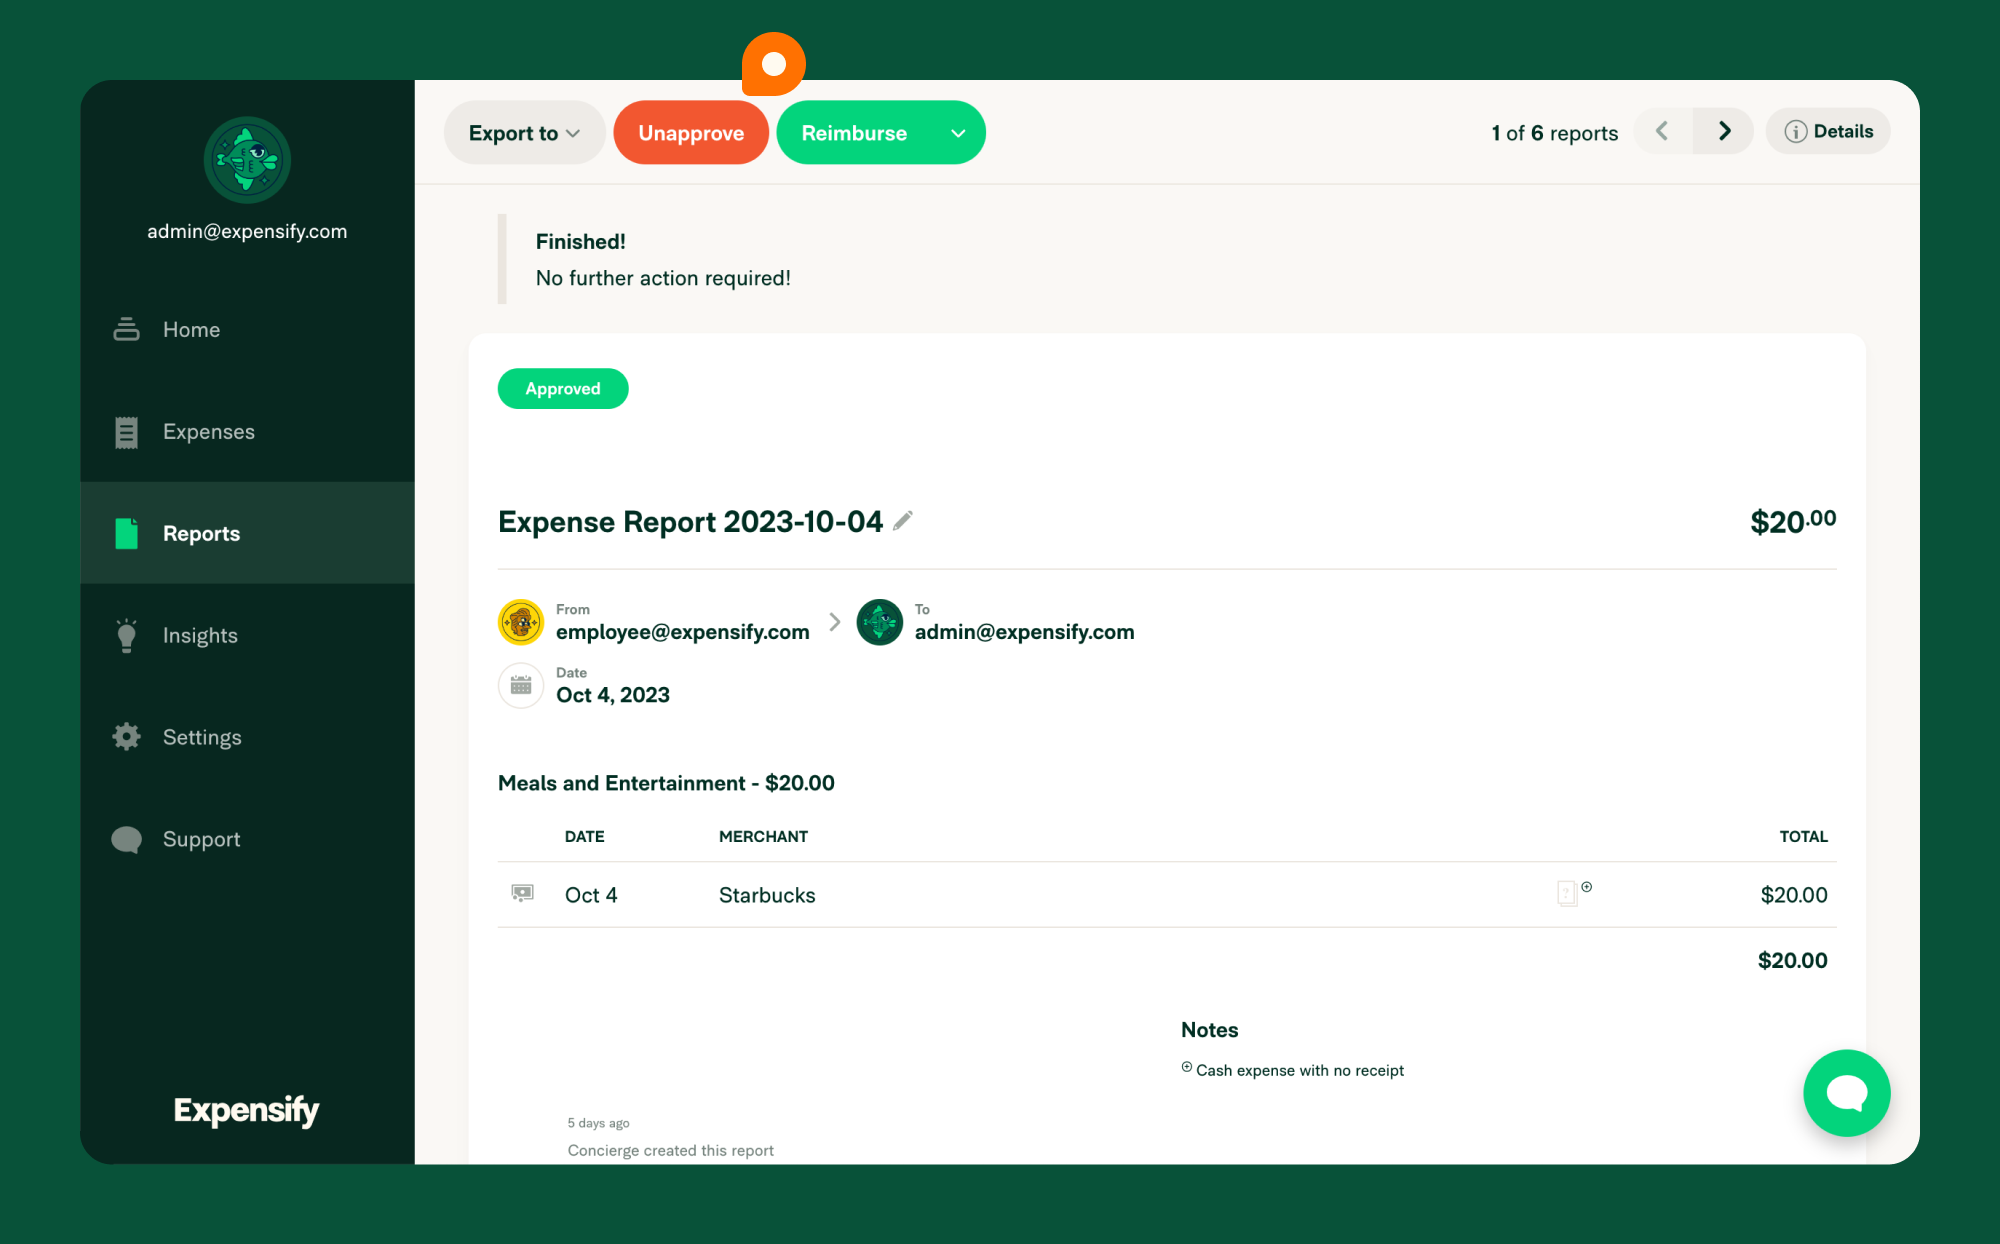 admin@expensify.com
Home
Expenses
Reports
Insights
Settings
Support
Expensify
Export to
Unapprove
Reimburse
1 of 6 reports
Details
Finished!
No further action required!
Approved
Expense Report 2023-10-04
$20.00
From
employee@expensify.com
To
admin@expensify.com
Date
Oct 4, 2023
Meals and Entertainment - $20.00
DATE MERCHANT TOTAL
Oct 4 Starbucks ? $20.00
$20.00
Notes
Cash expense with no receipt
5 days ago
Concierge created this report